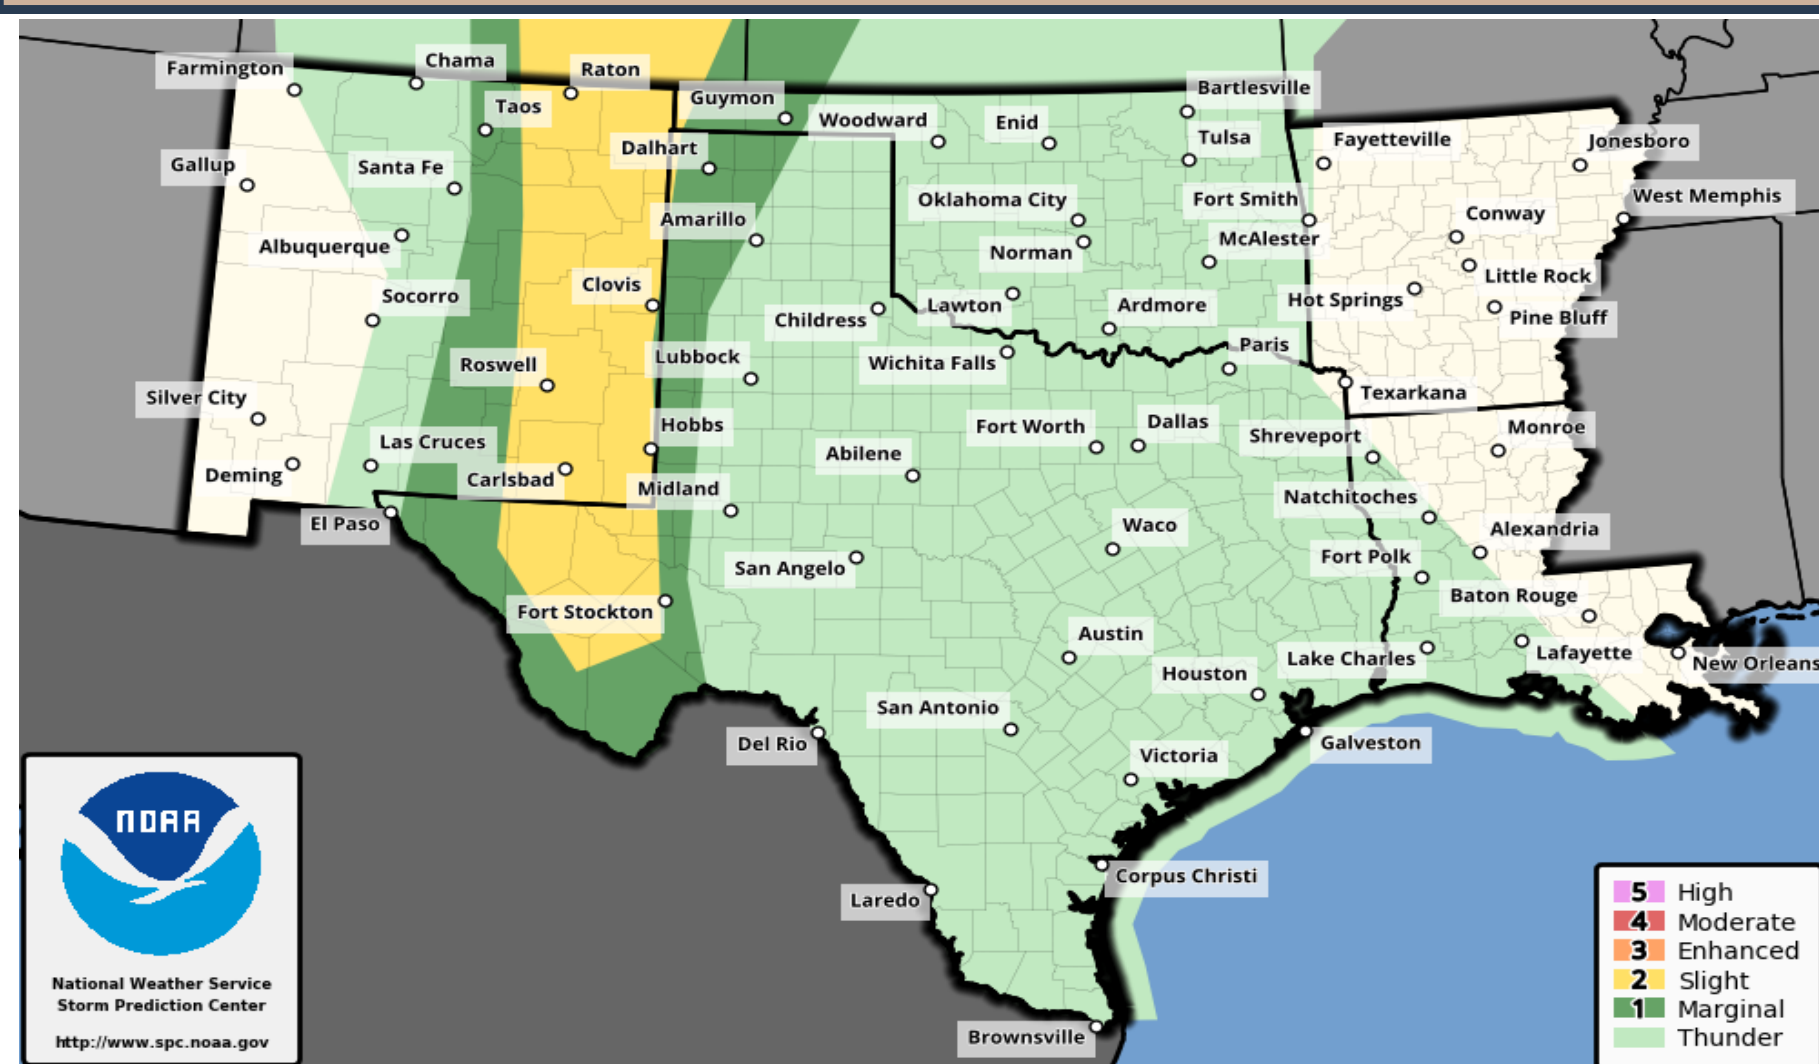 Farmington
Chama
Raton
Taos
Guymon
Woodward
Enid
Bartlesville
Tulsa
Fayetteville
Jonesboro
Gallup
Santa Fe
Dalhart
Oklahoma City
Fort Smith
West Memphis
Albuquerque
Amarillo
Norman
McAlester
Conway
Socorro
Clovis
Childress
Lawton
Ardmore
Hot Springs
Little Rock
Pine Bluff
Roswell
Lubbock
Wichita Falls
Paris
Texarkana
Silver City
Las Cruces
Hobbs
Abilene
Fort Worth
Dallas
Shreveport
Monroe
Deming
Carlsbad
Midland
Natchitoches
El Paso
San Angelo
Waco
Fort Polk
Alexandria
Fort Stockton
Austin
Baton Rouge
Lake Charles
Lafayette
New Orleans
Houston
San Antonio
Del Rio
Victoria
Galveston
Laredo
Corpus Christi
Brownsville
NOAA
National Weather Service
Storm Prediction Center
http://www.spc.noaa.gov
5 High
4 Moderate
3 Enhanced
2 Slight
1 Marginal
Thunder